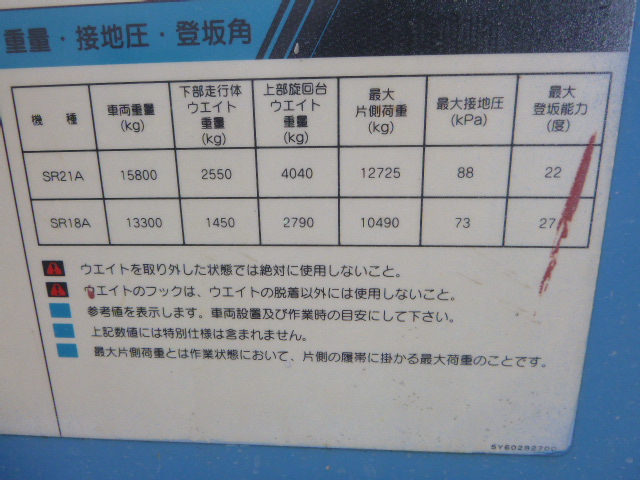 重量・接地圧・登坂角
機種 車両重量(kg) 下部走行体ウエイト重量(kg) 上部旋回台ウエイト重量(kg) 最大片側荷重(kg) 最大接地圧(kPa) 最大登坂能力(度)
SR21A 15800 2550 4040 12725 88 22
SR18A 13300 1450 2790 10490 73 27
ウエイトを取り外した状態では絶対に使用しないこと。
ウエイトのフックは、ウエイトの脱着以外には使用しないこと。
参考値を表示します。車両設置及び作業時の目安にして下さい。
上記数値には特別仕様は含まれません。
最大片側荷重とは作業状態において、片側の履帯に掛かる最大荷重のことです。